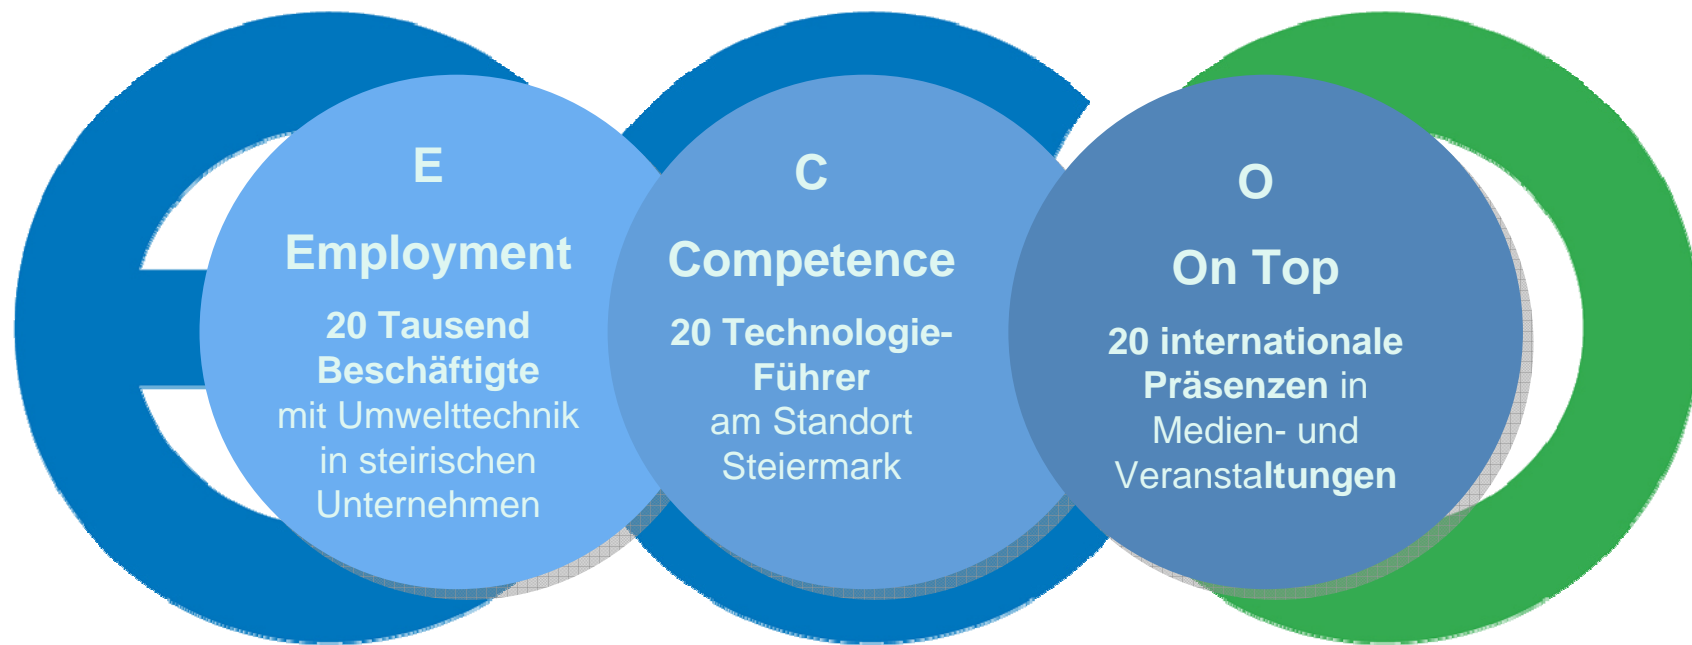 E
Employment
20 Tausend
Beschäftigte
mit Umwelttechnik
in steirischen
Unternehmen
C
Competence
20 Technologie-
Führer
am Standort
Steiermark
O
On Top
20 internationale
Präsenzen in
Medien- und
Veranstaltungen